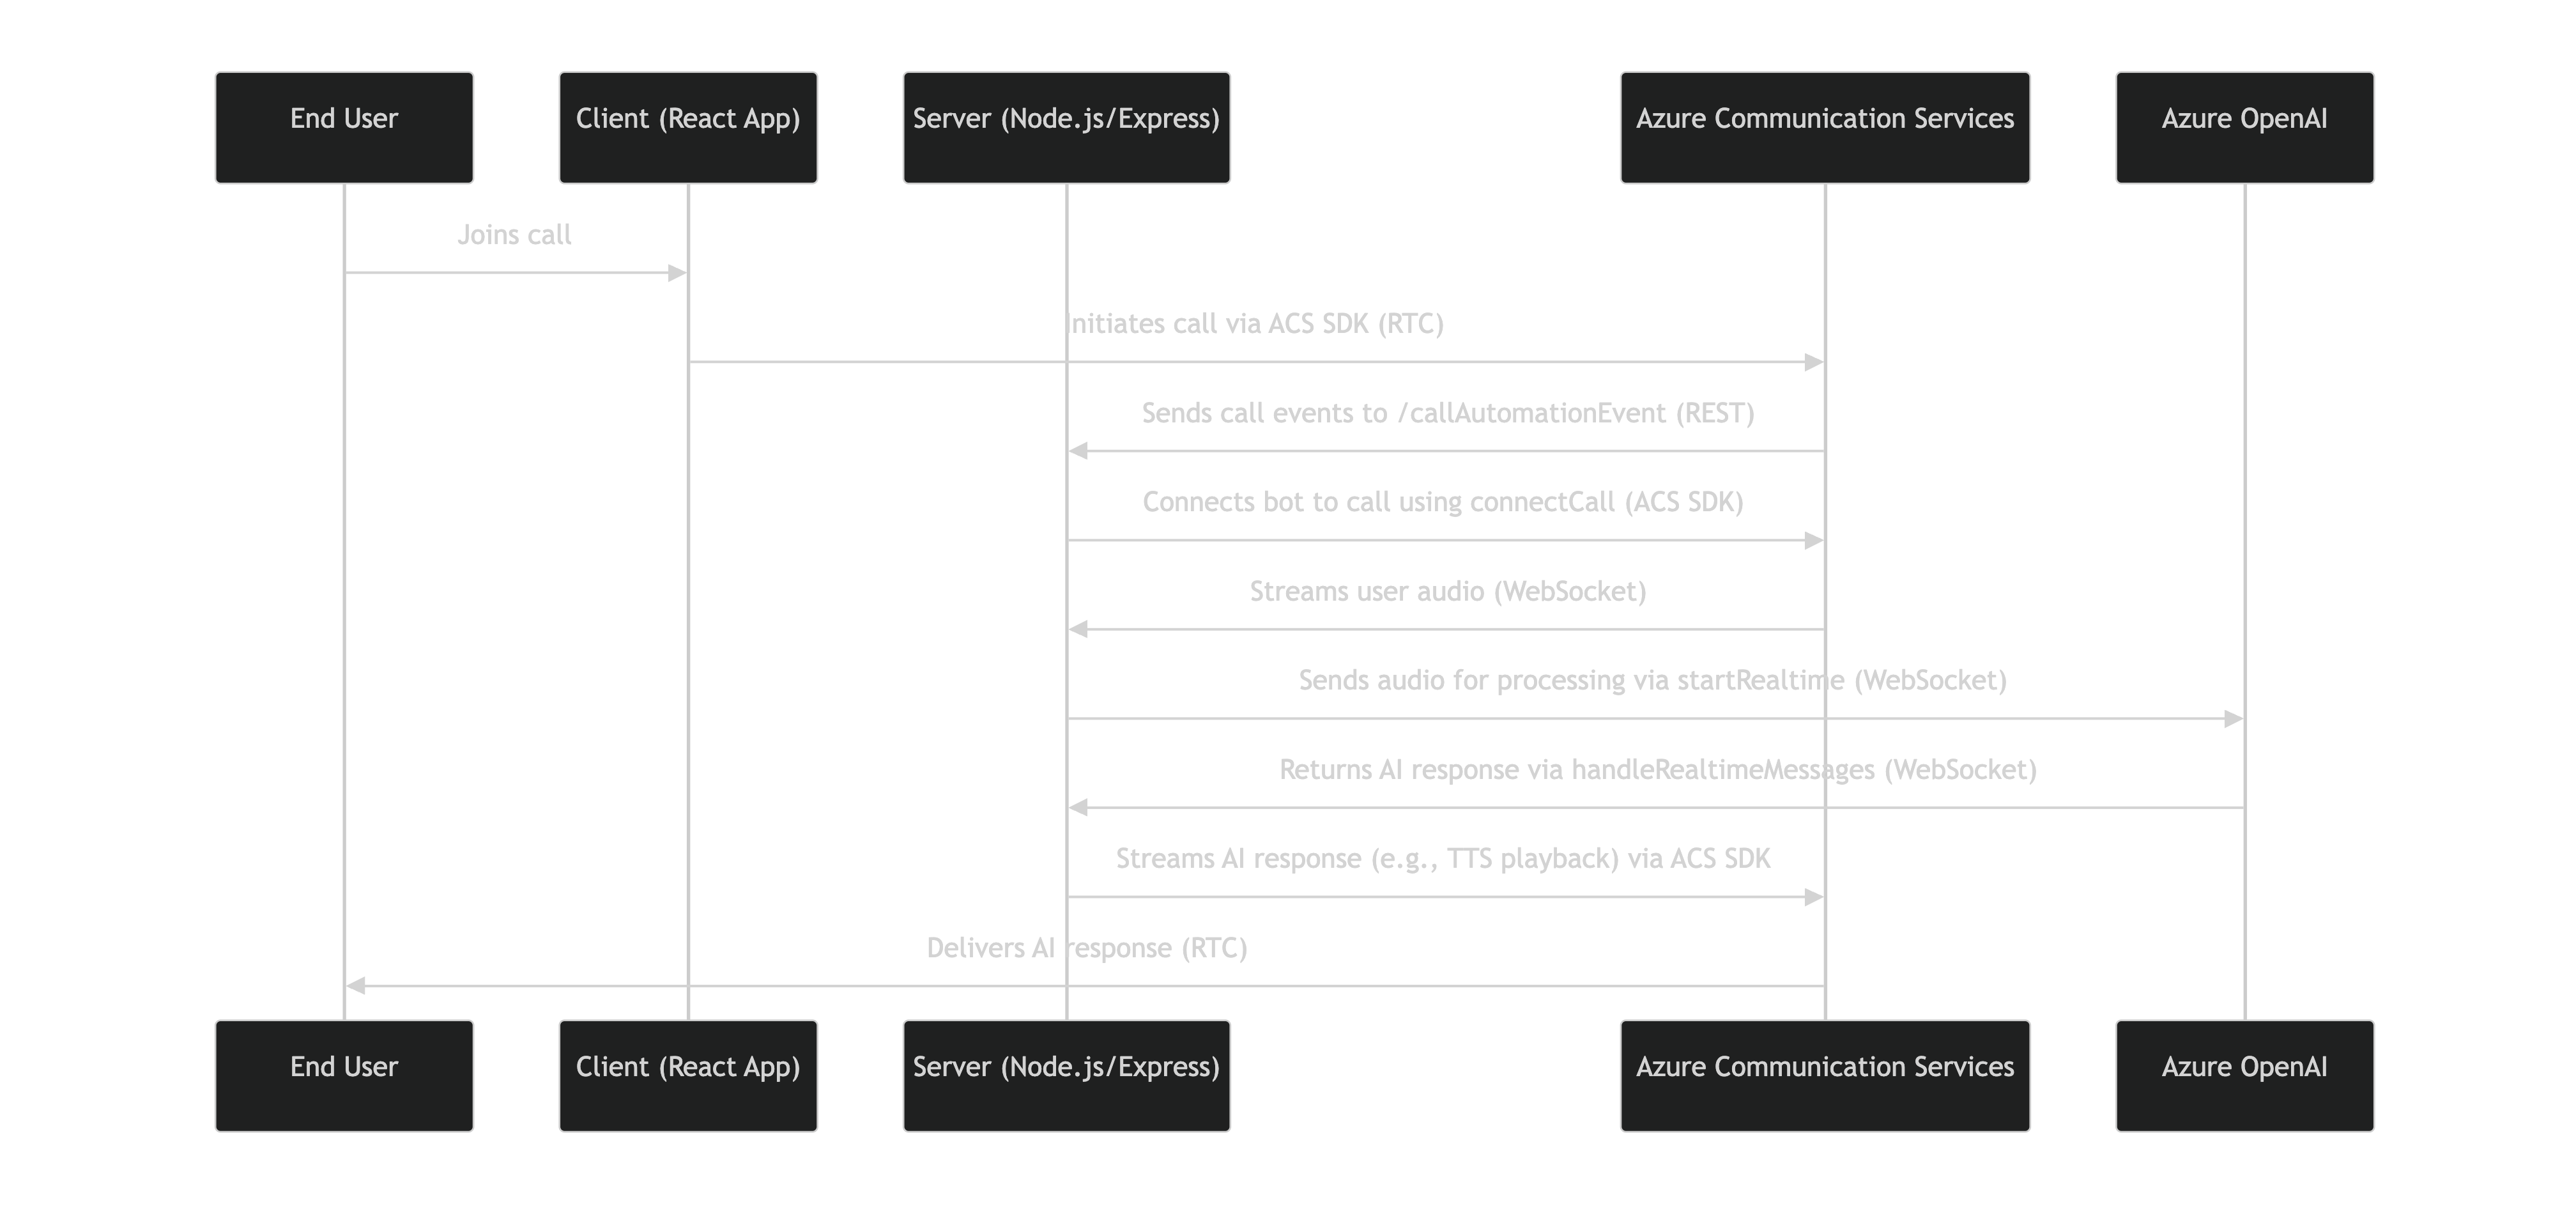 End User
Client (React App)
Server (Node.js/Express)
Azure Communication Services
Azure OpenAI
Joins call
Initiates call via ACS SDK (RTC)
Sends call events to /callAutomationEvent (REST)
Connects bot to call using connectCall (ACS SDK)
Streams user audio (WebSocket)
Sends audio for processing via startRealtime (WebSocket)
Returns AI response via handleRealtimeMessages (WebSocket)
Streams AI response (e.g., TTS playback) via ACS SDK
Delivers AI response (RTC)
End User
Client (React App)
Server (Node.js/Express)
Azure Communication Services
Azure OpenAI